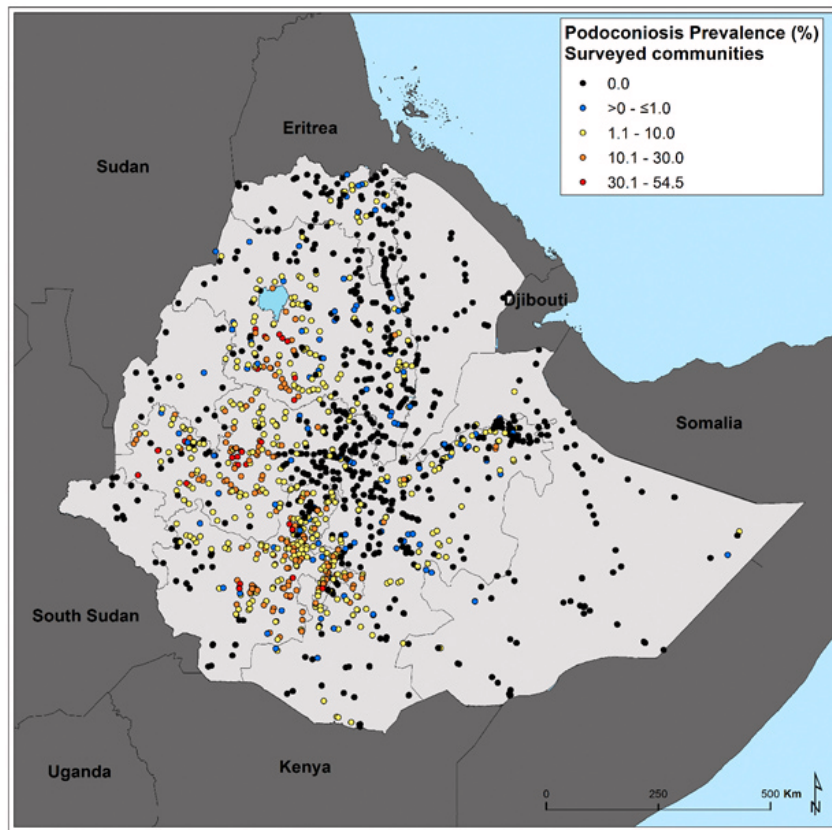 Podoconiosis Prevalence (%)
Surveyed communities
0.0
>0 - ≤1.0
1.1 - 10.0
10.1 - 30.0
30.1 - 54.5
Eritrea
Sudan
Djibouti
Somalia
South Sudan
Uganda
Kenya
0 250 500 Km
N